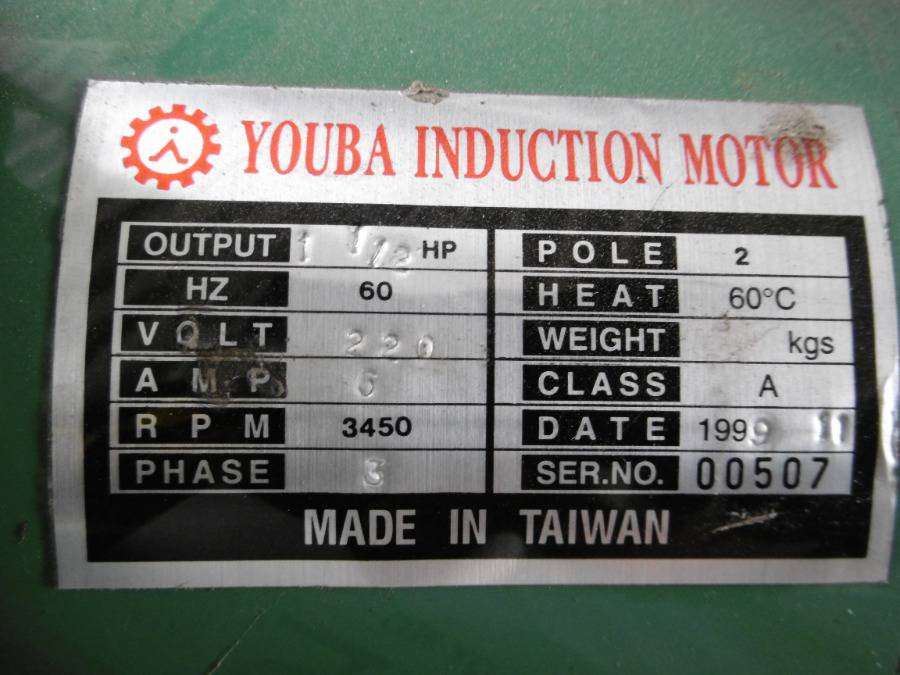 YOUBA INDUCTION MOTOR
OUTPUT 1 1/2 HP POLE 2
HZ 60 HEAT 60°C
VOLT 220 WEIGHT kgs
AMP CLASS A
RPM 3450 DATE 1999 11
PHASE SER.NO. 00507
MADE IN TAIWAN